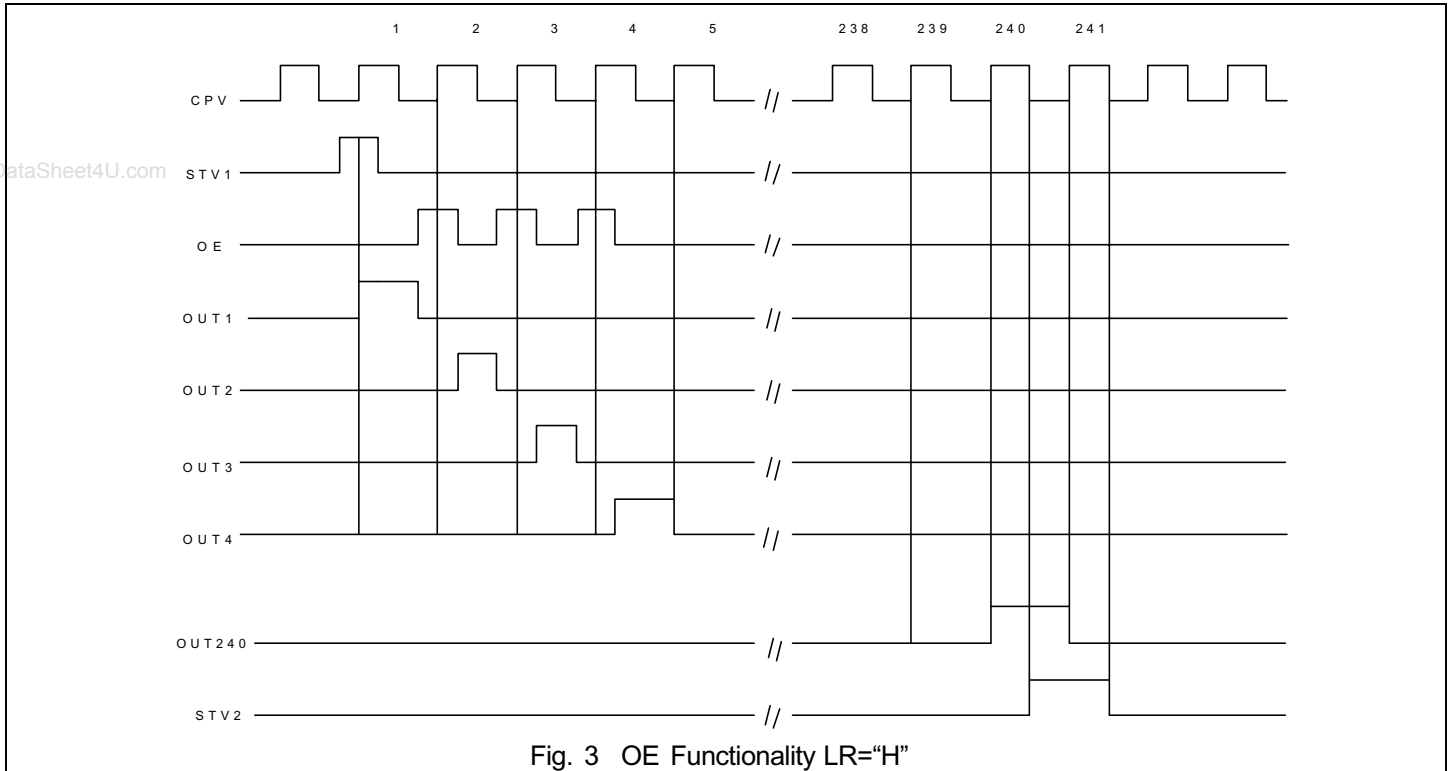 1 2 3 4 5 238 239 240 241
CPV
DataSheet4U.com
STV1
OE
OUT1
OUT2
OUT3
OUT4
OUT240
STV2
Fig. 3 OE Functionality LR=“H”